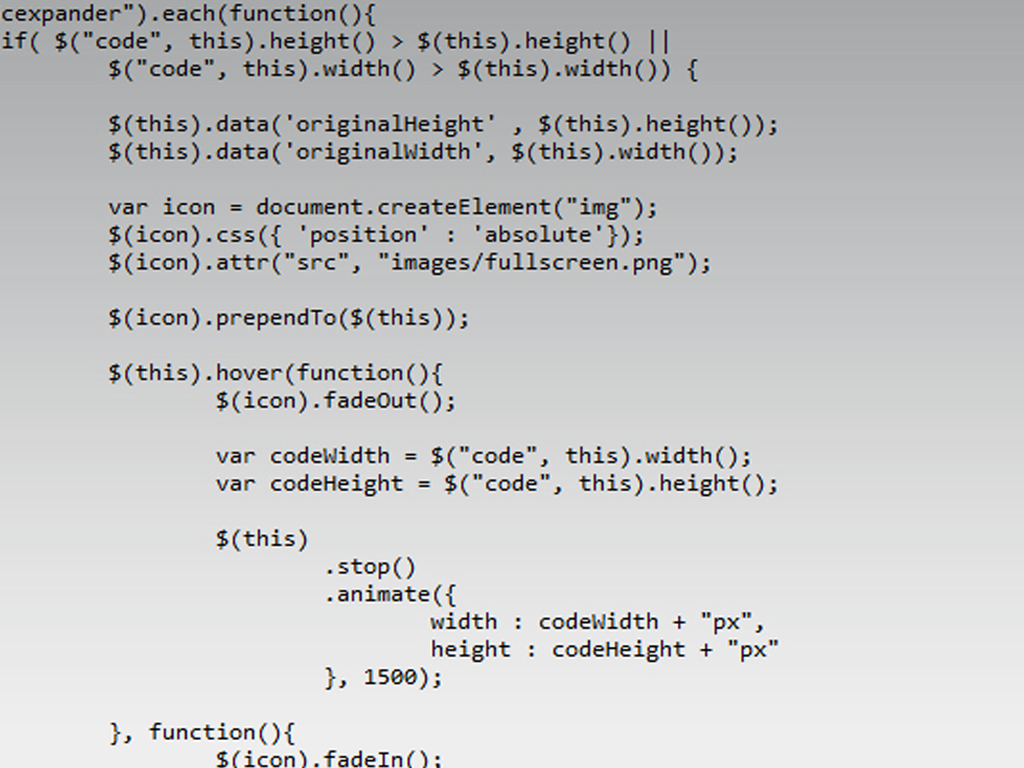 cexpander").each(function(){
if( $("code", this).height() > $(this).height() ||
$("code", this).width() > $(this).width()) {
$(this).data('originalHeight' , $(this).height());
$(this).data('originalWidth', $(this).width());
var icon = document.createElement("img");
$(icon).css({ 'position' : 'absolute'});
$(icon).attr("src", "images/fullscreen.png");
$(icon).prependTo($(this));
$(this).hover(function(){
$(icon).fadeOut();
var codeWidth = $("code", this).width();
var codeHeight = $("code", this).height();
$(this)
.stop()
.animate({
width : codeWidth + "px",
height : codeHeight + "px"
}, 1500);
}, function(){
$(icon).fadeIn();